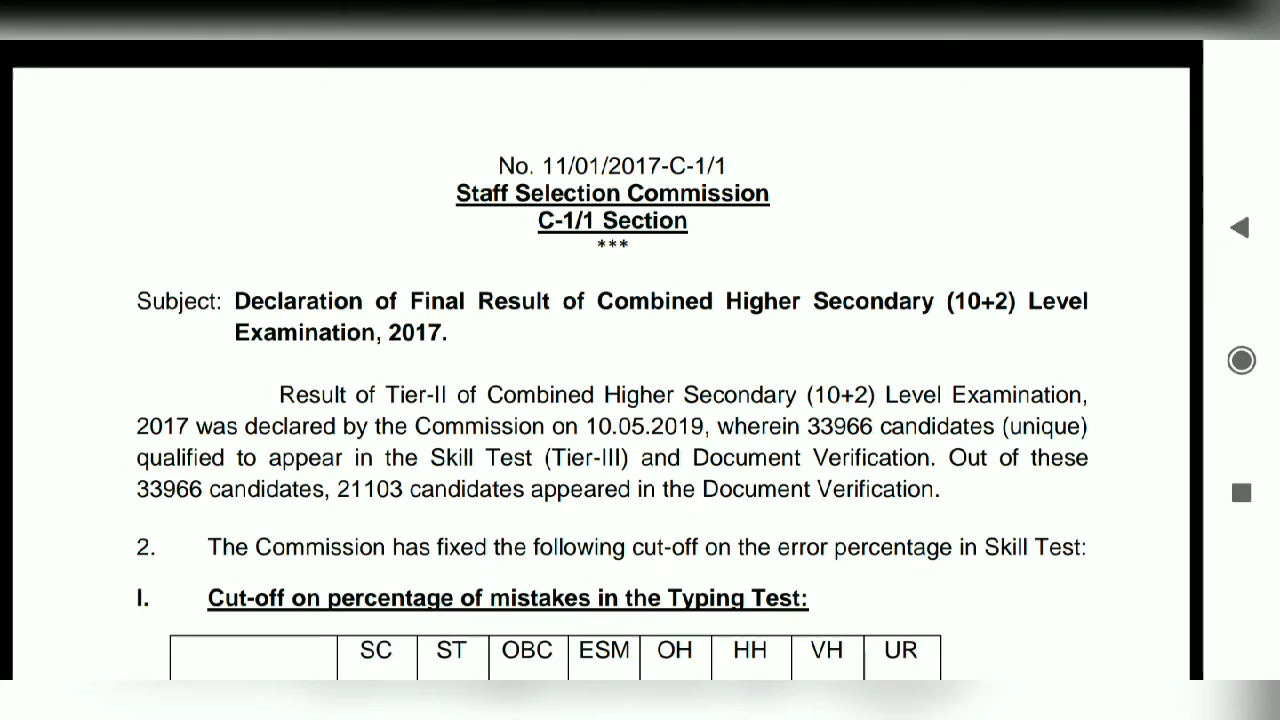 No. 11/01/2017-C-1/1
Staff Selection Commission
C-1/1 Section
***
Subject: Declaration of Final Result of Combined Higher Secondary (10+2) Level
Examination, 2017.
Result of Tier-II of Combined Higher Secondary (10+2) Level Examination,
2017 was declared by the Commission on 10.05.2019, wherein 33966 candidates (unique)
qualified to appear in the Skill Test (Tier-III) and Document Verification. Out of these
33966 candidates, 21103 candidates appeared in the Document Verification.
2. The Commission has fixed the following cut-off on the error percentage in Skill Test:
I. Cut-off on percentage of mistakes in the Typing Test:
SC ST OBC ESM OH HH VH UR